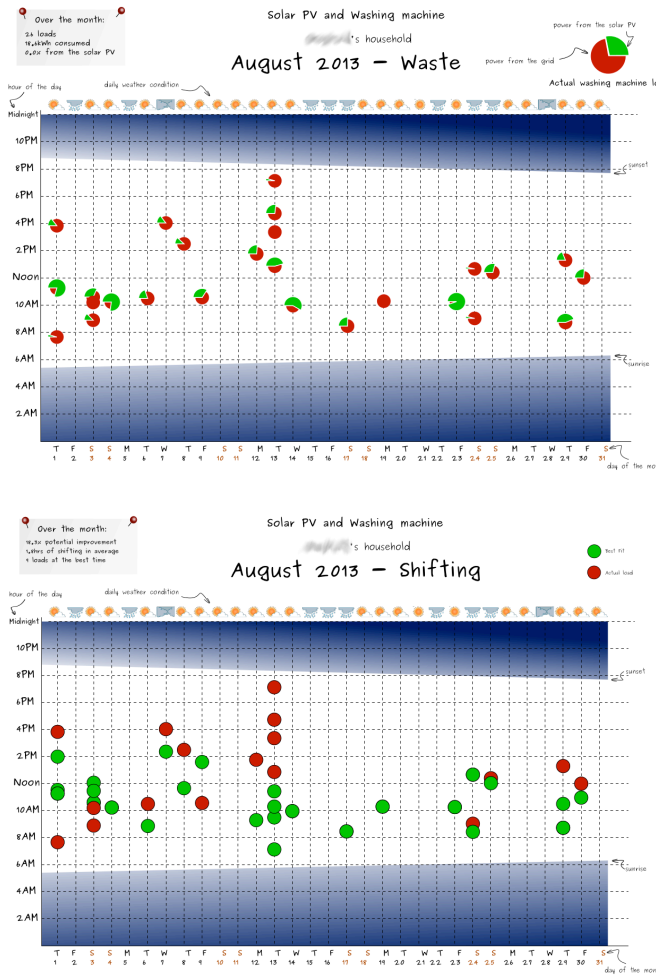 Solar PV and Washing machine
's household
August 2013 – Waste
Over the month:
26 loads
18.6kWh consumed
0.0% from the solar PV
power from the solar PV
power from the grid
Actual washing machine lo
hour of the day
daily weather condition
Midnight
10PM
8PM
6PM
4PM
2PM
Noon
10AM
8AM
6AM
4AM
2AM
sunset
sunrise
T F S S M T W T F S S M T W T F S S M T W T F S S M T W T F S
1 2 3 4 5 6 7 8 9 10 11 12 13 14 15 16 17 18 19 20 21 22 23 24 25 26 27 28 29 30 31
day of the mo
Solar PV and Washing machine
's household
August 2013 – Shifting
Over the month:
potential improvement
of shifting in average
loads at the best time
Best fit
Actual load
hour of the day
daily weather condition
Midnight
10PM
8PM
6PM
4PM
2PM
Noon
10AM
8AM
6AM
4AM
2AM
sunset
sunrise
T F S S M T W T F S S M T W T F S S M T W T F S S M T W T F S
1 2 3 4 5 6 7 8 9 10 11 12 13 14 15 16 17 18 19 20 21 22 23 24 25 26 27 28 29 30 31
day of the mo